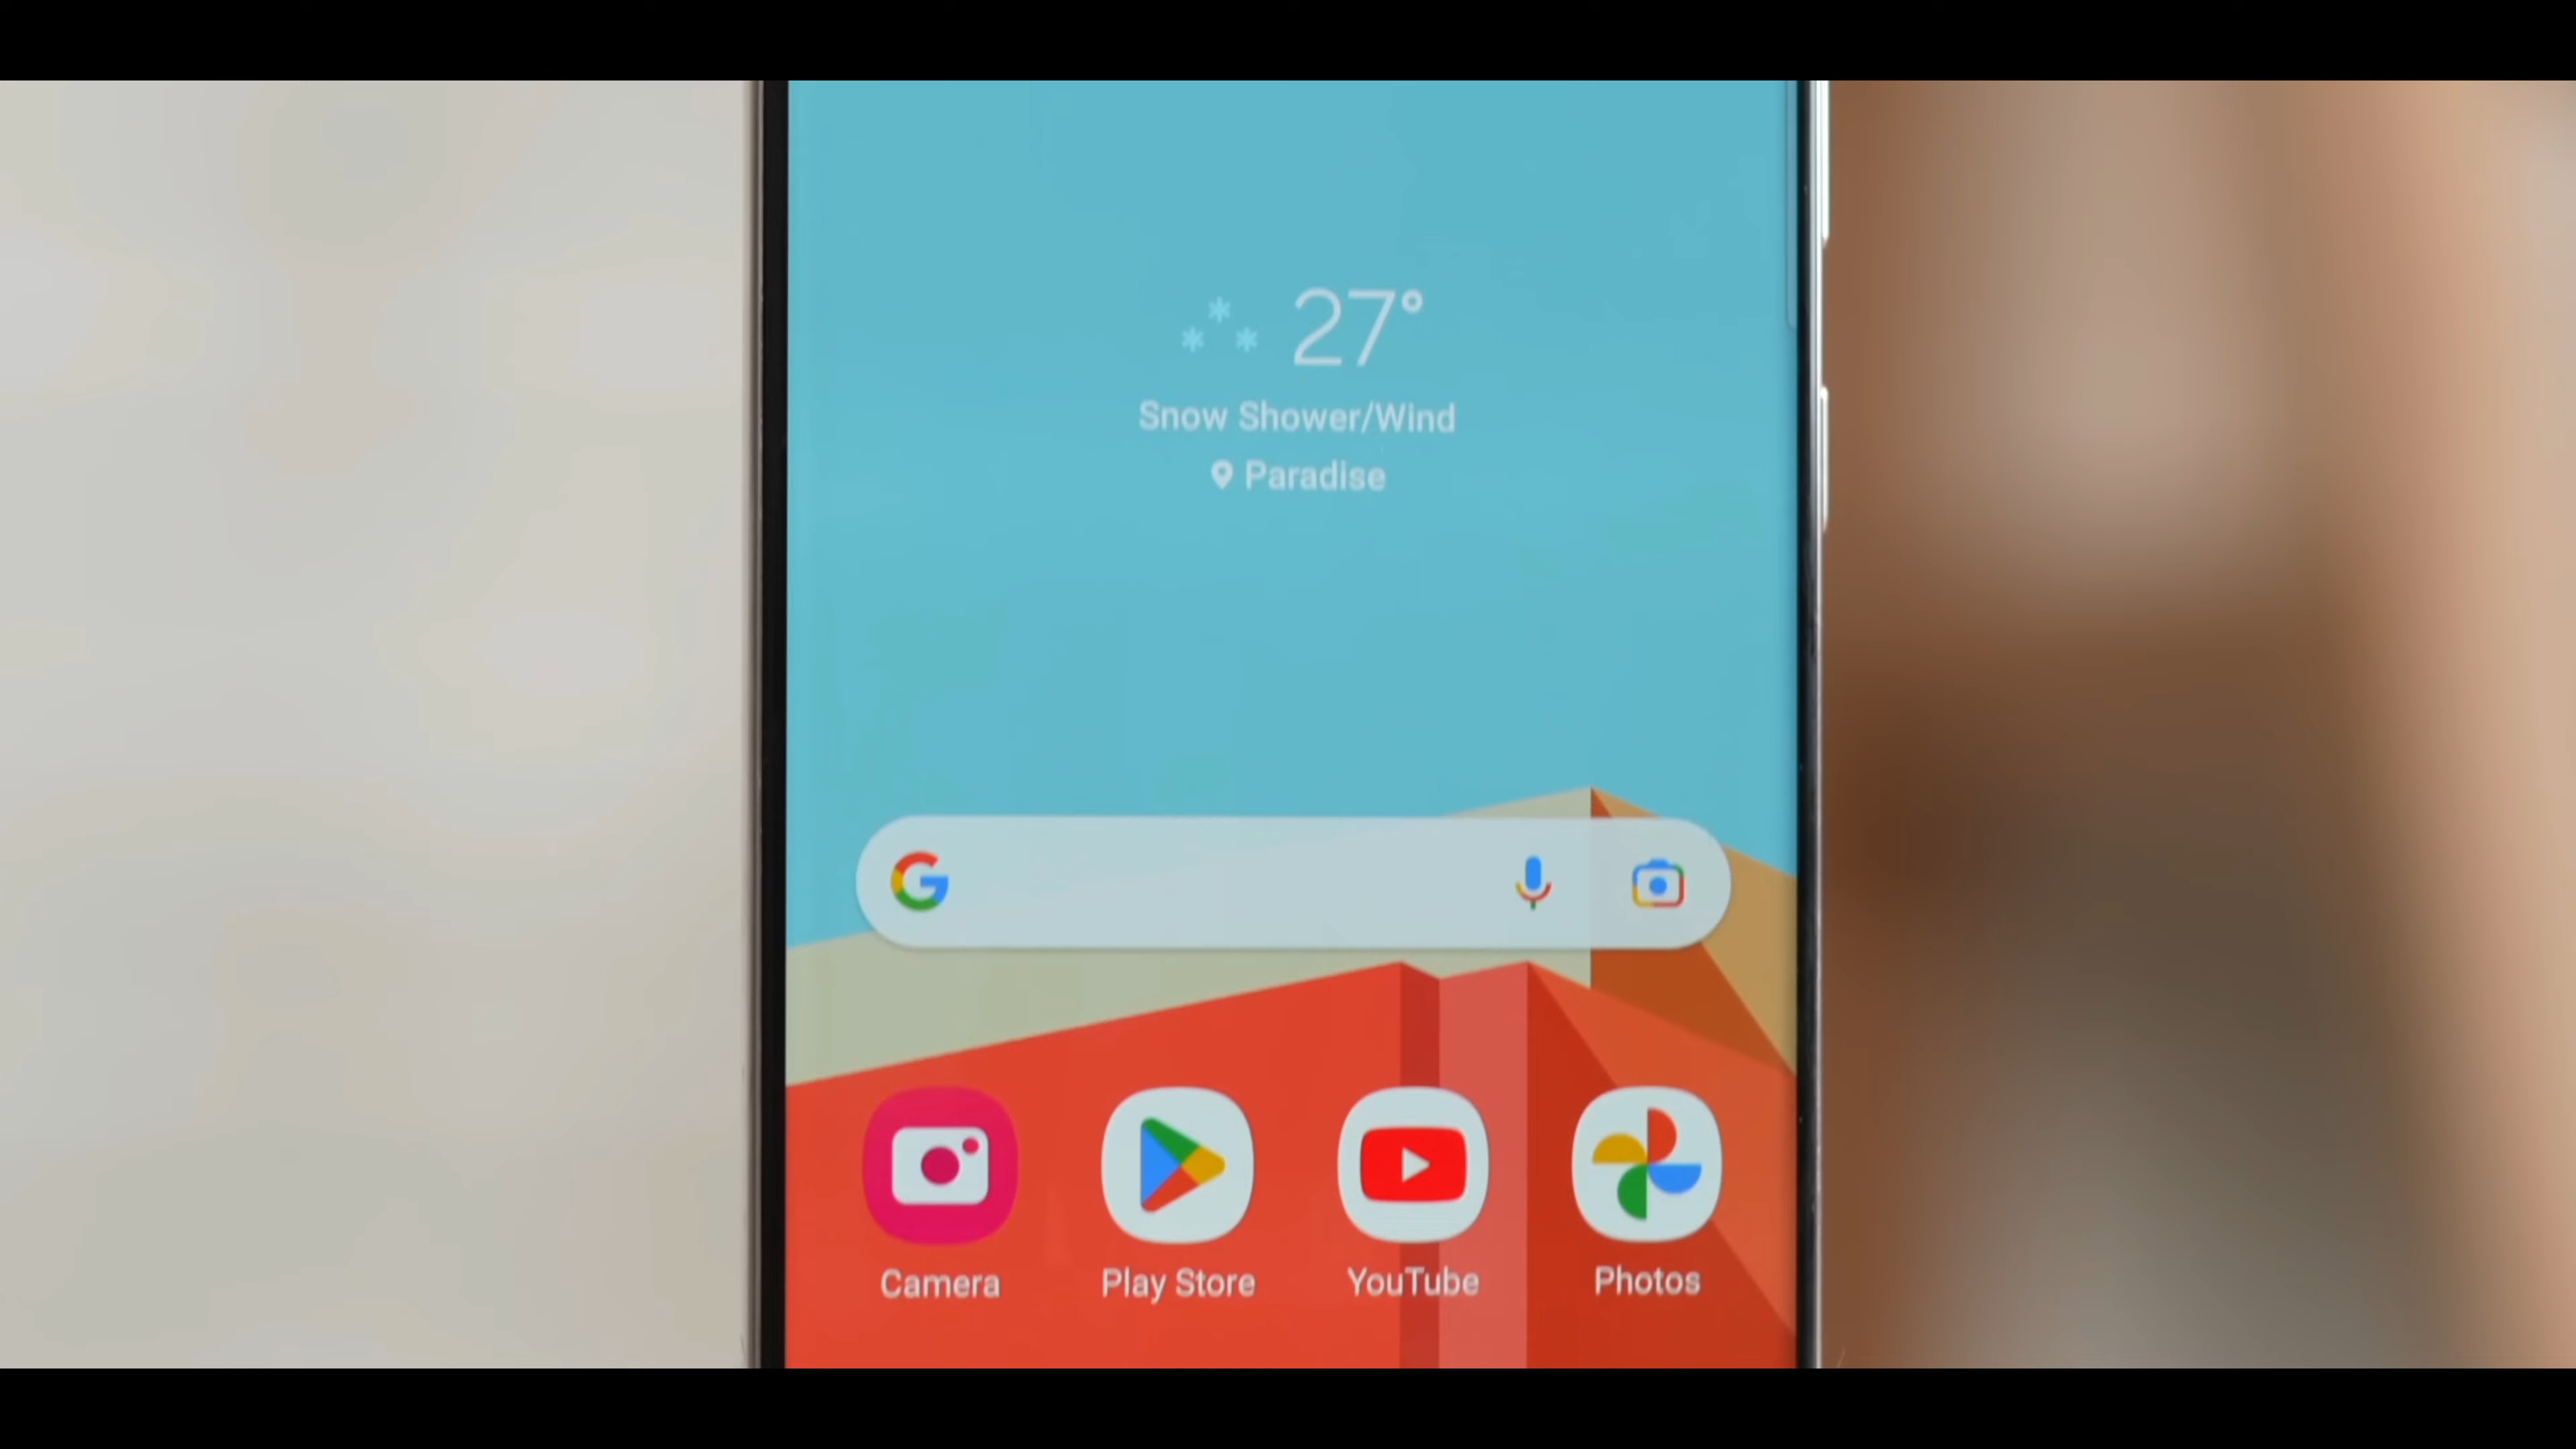 27°
Snow Shower/Wind
Paradise
G
Camera
Play Store
YouTube
Photos